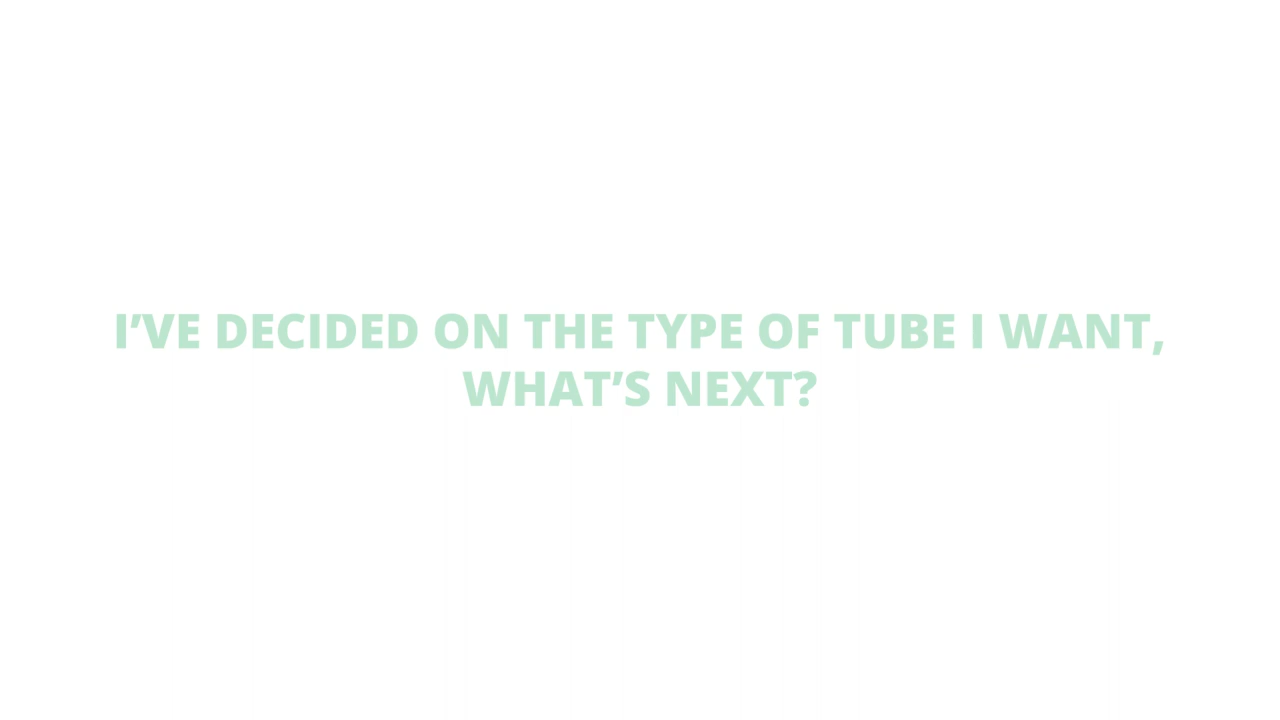 I’VE DECIDED ON THE TYPE OF TUBE I WANT,
WHAT’S NEXT?